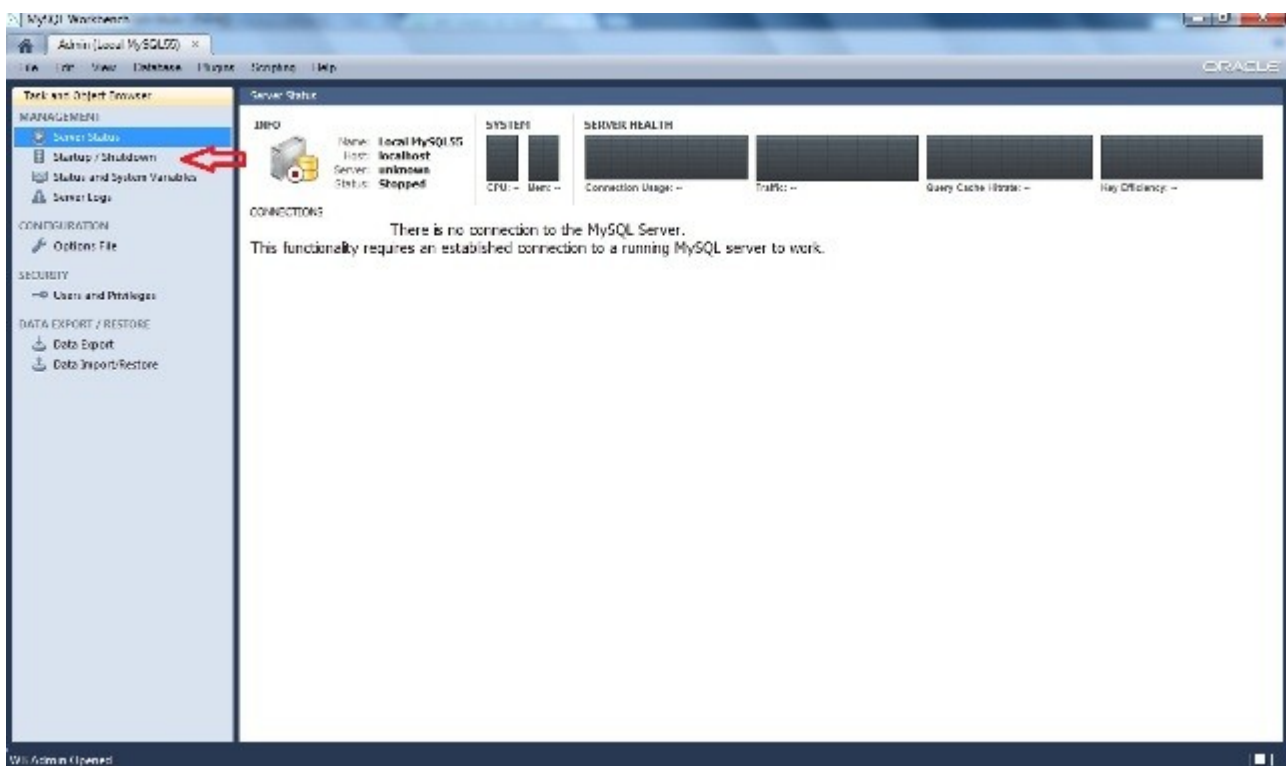 MySQL Workbench
Admin (Local MySQL55) ×
File Edit View Database Plugins Scripting Help
ORACLE
Task and Object Browser
MANAGEMENT
Server Status
Startup / Shutdown
Status and System Variables
Server Logs
CONFIGURATION
Options File
SECURITY
Users and Privileges
DATA EXPORT / RESTORE
Data Export
Data Import/Restore
Server Status
INFO
Name: Local MySQL55
Host: localhost
Server: unknown
Status: Stopped
SYSTEM
CPU: -- Mem: --
SERVER HEALTH
Connection Usage: --
Traffic: --
Query Cache Hitrate: --
Key Efficiency: --
CONNECTIONS
There is no connection to the MySQL Server.
This functionality requires an established connection to a running MySQL server to work.
WB Admin Opened